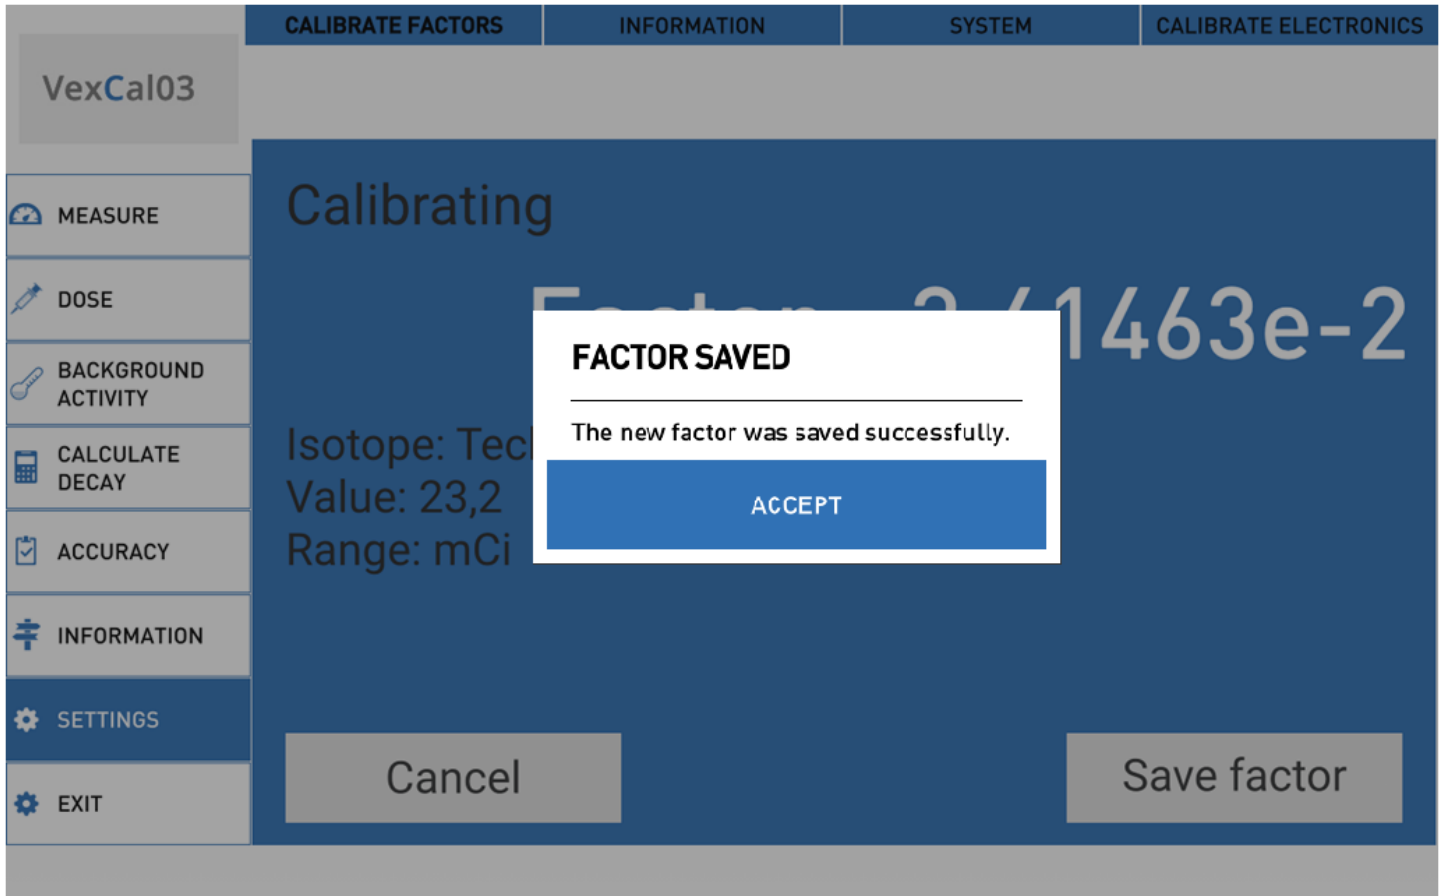 CALIBRATE FACTORS
INFORMATION
SYSTEM
CALIBRATE ELECTRONICS
VexCal03
MEASURE
DOSE
BACKGROUND
ACTIVITY
CALCULATE
DECAY
ACCURACY
INFORMATION
SETTINGS
EXIT
Calibrating
1463e-2
FACTOR SAVED
The new factor was saved successfully.
ACCEPT
Isotope:
Value: 23,2
Range: mCi
Cancel
Save factor